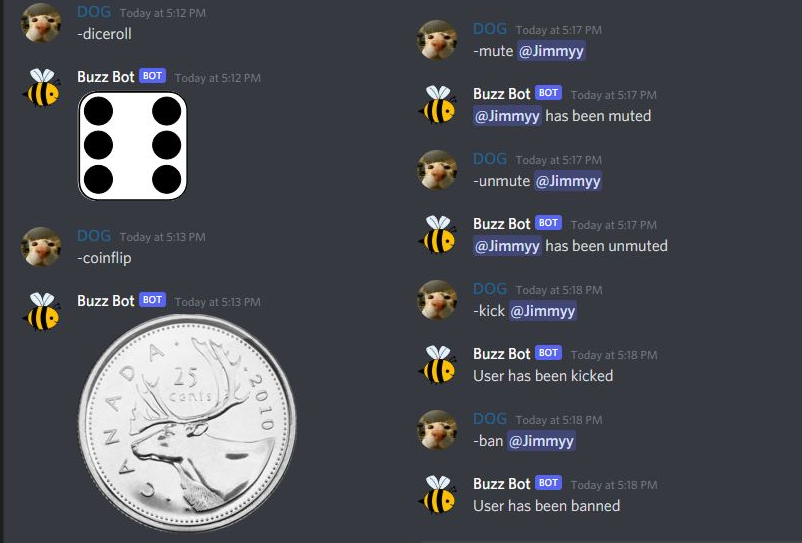 DOG Today at 5:12 PM
-diceroll
Buzz Bot BOT Today at 5:12 PM
DOG Today at 5:13 PM
-coinflip
Buzz Bot BOT Today at 5:13 PM
CANADA · 2010
25
cents
DOG Today at 5:17 PM
-mute @Jimmyy
Buzz Bot BOT Today at 5:17 PM
@Jimmyy has been muted
DOG Today at 5:17 PM
-unmute @Jimmyy
Buzz Bot BOT Today at 5:17 PM
@Jimmyy has been unmuted
DOG Today at 5:18 PM
-kick @Jimmyy
Buzz Bot BOT Today at 5:18 PM
User has been kicked
DOG Today at 5:18 PM
-ban @Jimmyy
Buzz Bot BOT Today at 5:18 PM
User has been banned